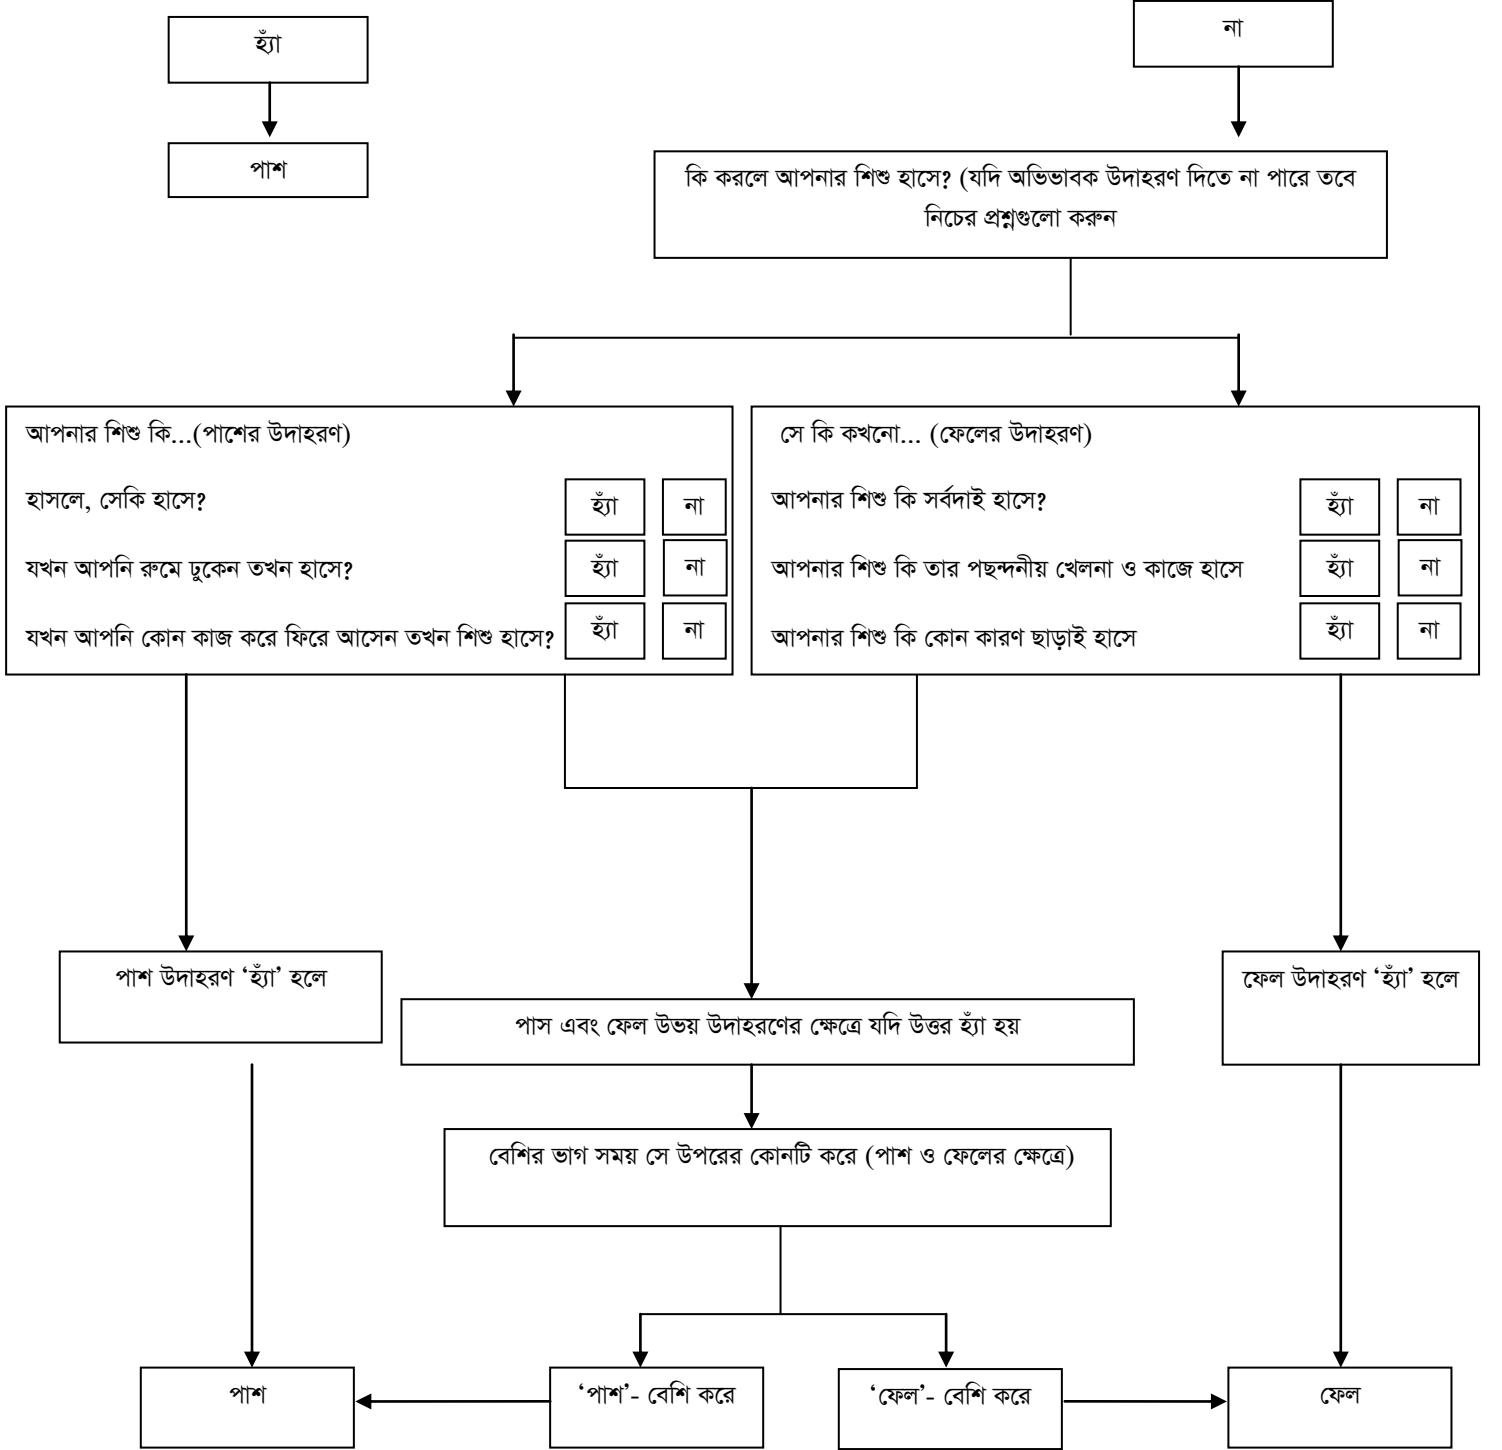 হ্যাঁ
না
পাশ
কি করলে আপনার শিশু হাসে? (যদি অভিভাবক উদাহরণ দিতে না পারে তবে
নিচের প্রশ্নগুলো করুন
আপনার শিশু কি...(পাশের উদাহরণ)
হাসলে, সেকি হাসে?
হ্যাঁ
না
যখন আপনি রুমে ঢুকেন তখন হাসে?
হ্যাঁ
না
যখন আপনি কোন কাজ করে ফিরে আসেন তখন শিশু হাসে?
হ্যাঁ
না
সে কি কখনো... (ফেলের উদাহরণ)
আপনার শিশু কি সর্বদাই হাসে?
হ্যাঁ
না
আপনার শিশু কি তার পছন্দনীয় খেলনা ও কাজে হাসে
হ্যাঁ
না
আপনার শিশু কি কোন কারণ ছাড়াই হাসে
হ্যাঁ
না
পাশ উদাহরণ ‘হ্যাঁ’ হলে
ফেল উদাহরণ ‘হ্যাঁ’ হলে
পাস এবং ফেল উভয় উদাহরণের ক্ষেত্রে যদি উত্তর হ্যাঁ হয়
বেশির ভাগ সময় সে উপরের কোনটি করে (পাশ ও ফেলের ক্ষেত্রে)
পাশ
‘পাশ’- বেশি করে
‘ফেল’- বেশি করে
ফেল